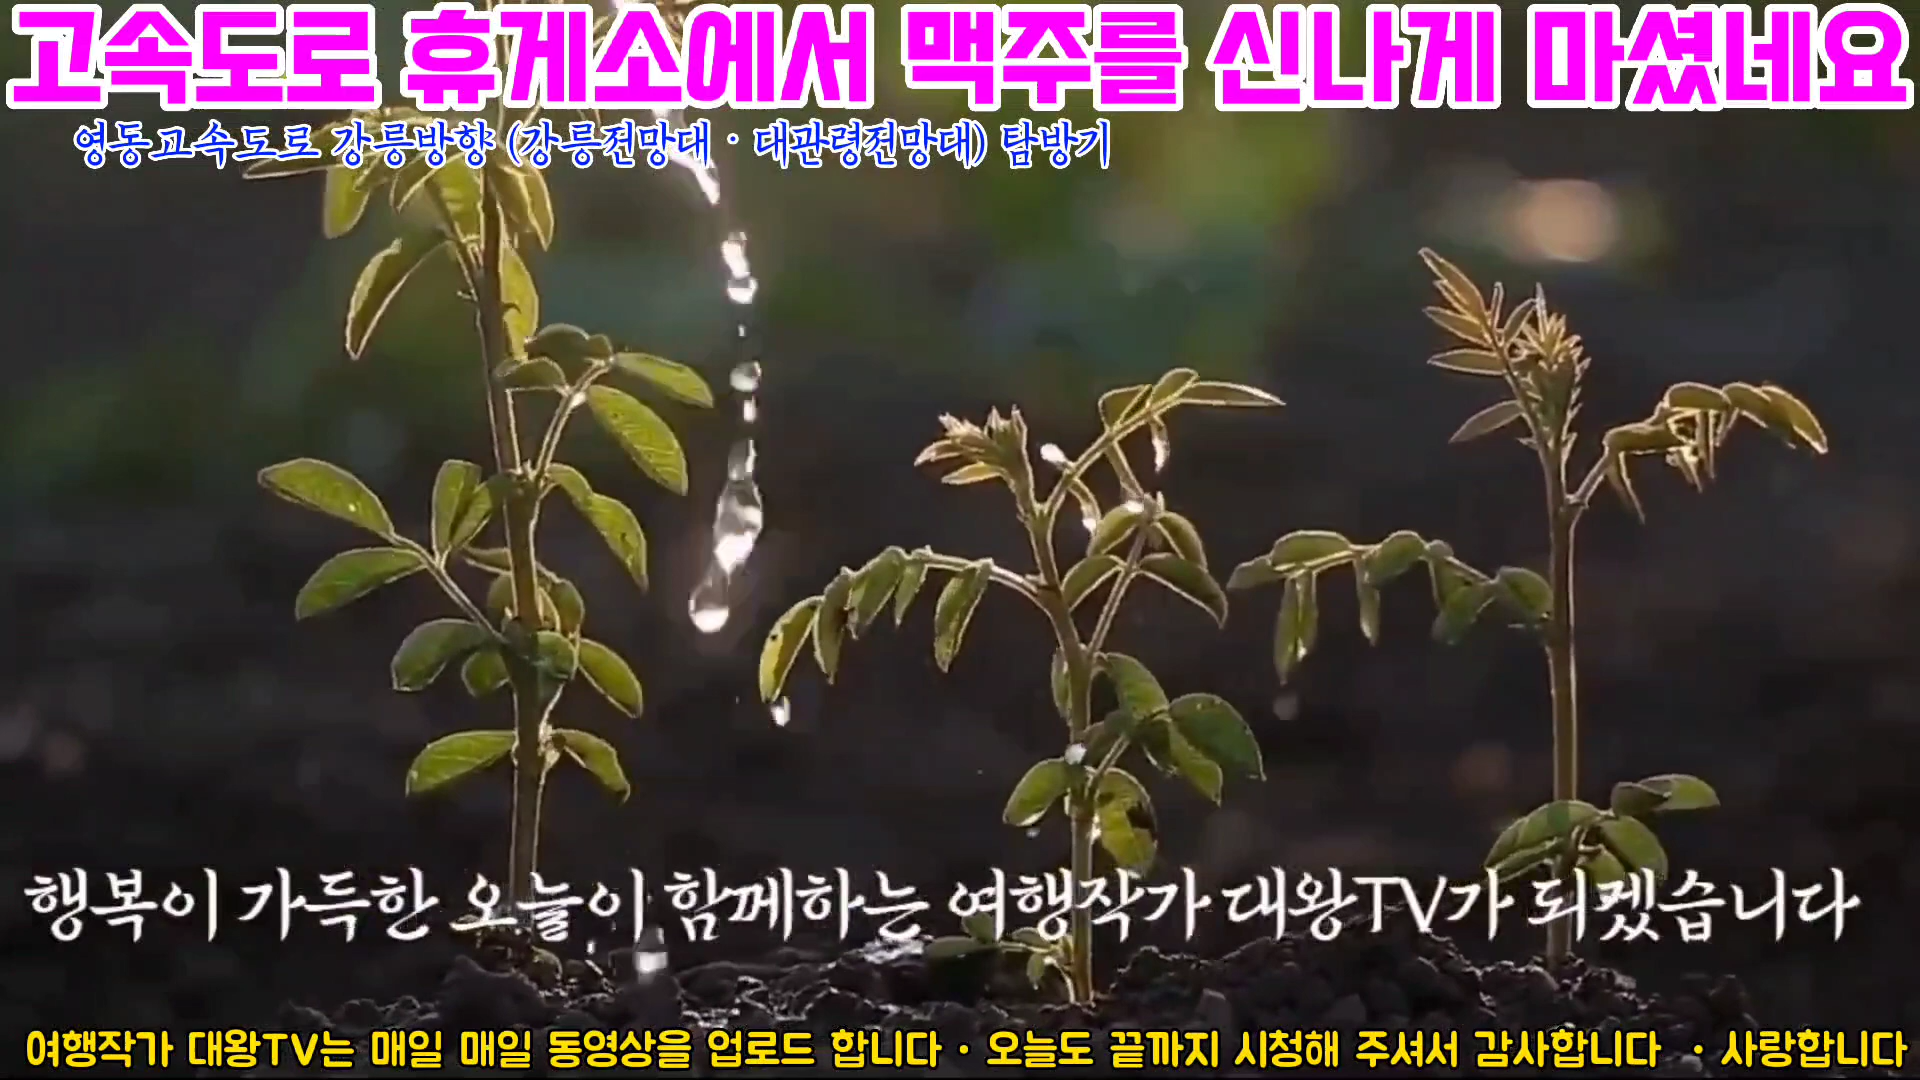 고속도로 휴게소에서 맥주를 신나게 마셨네요
영동고속도로 강릉방향 (강릉전망대 · 대관령전망대) 탐방기
행복이 가득한 오늘이 함께하는 여행작가 대왕TV가 되겠습니다
여행작가 대왕TV는 매일 매일 동영상을 업로드 합니다 · 오늘도 끝까지 시청해 주셔서 감사합니다 · 사랑합니다